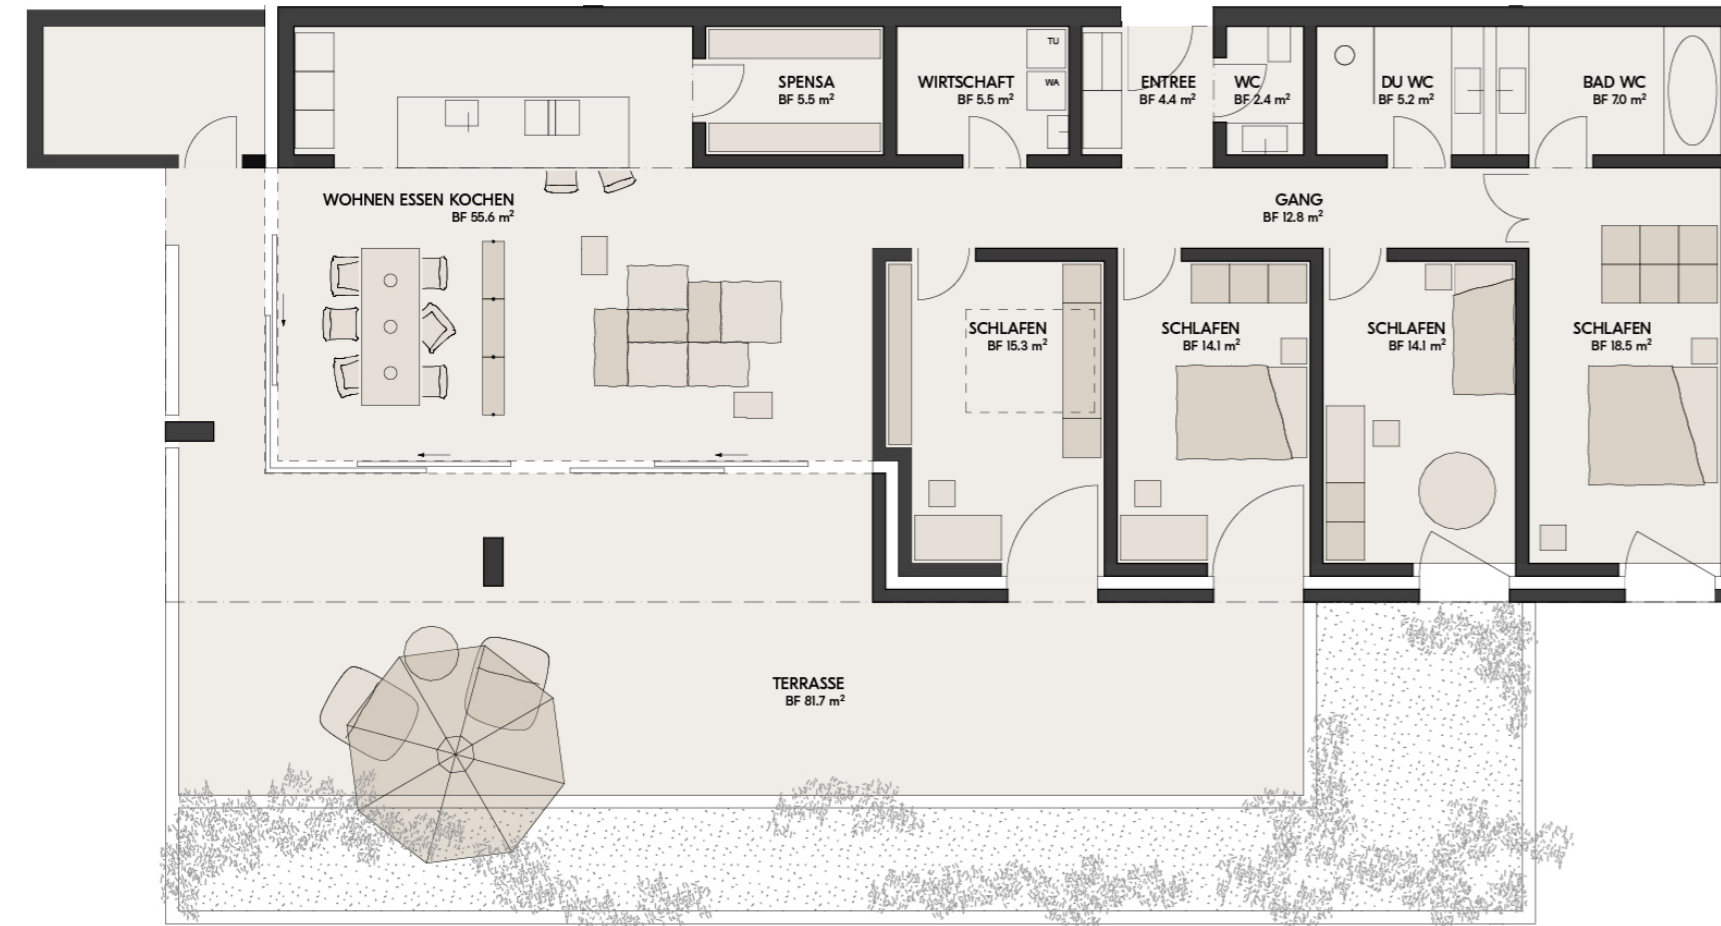 SPENSA
BF 5.5 m²
WIRTSCHAFT
BF 5.5 m²
TU
WA
ENTREE
BF 4.4 m²
WC
BF 2.4 m²
DU WC
BF 5.2 m²
BAD WC
BF 7.0 m²
WOHNEN ESSEN KOCHEN
BF 55.6 m²
GANG
BF 12.8 m²
SCHLAFEN
BF 15.3 m²
SCHLAFEN
BF 14.1 m²
SCHLAFEN
BF 14.1 m²
SCHLAFEN
BF 18.5 m²
TERRASSE
BF 81.7 m²